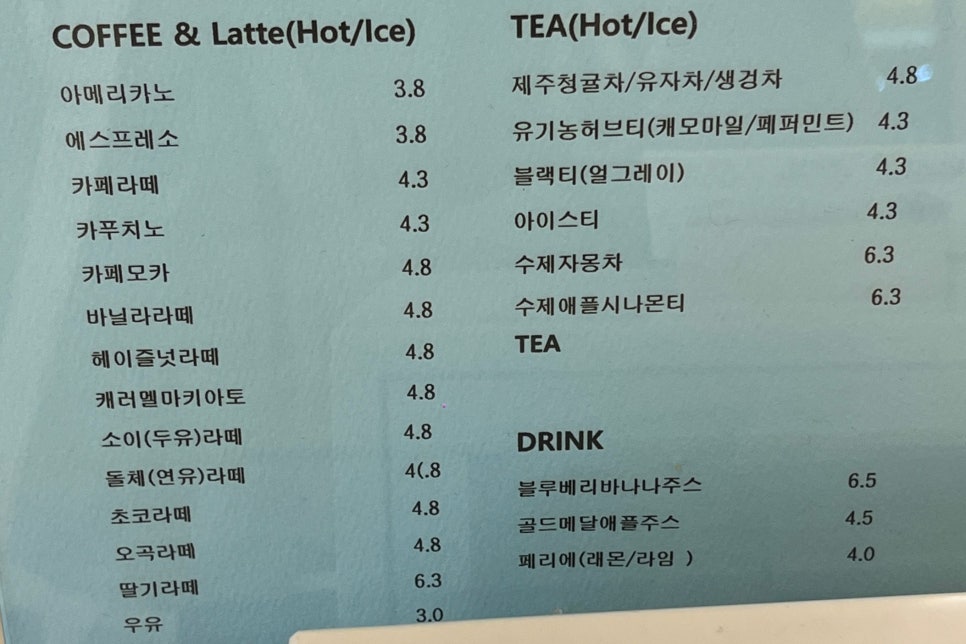 COFFEE & Latte(Hot/Ice)
아메리카노 3.8
에스프레소 3.8
카페라떼 4.3
카푸치노 4.3
카페모카 4.8
바닐라라떼 4.8
헤이즐넛라떼 4.8
캐러멜마키아토 4.8
소이(두유)라떼 4.8
돌체(연유)라떼 4(.8
초코라떼 4.8
오곡라떼 4.8
딸기라떼 6.3
우유 3.0
TEA(Hot/Ice)
제주청귤차/유자차/생겅차 4.8
유기농허브티(캐모마일/페퍼민트) 4.3
블랙티(얼그레이) 4.3
아이스티 4.3
수제자몽차 6.3
수제애플시나몬티 6.3
TEA
DRINK
블루베리바나나주스 6.5
골드메달애플주스 4.5
페리에(래몬/라임 ) 4.0